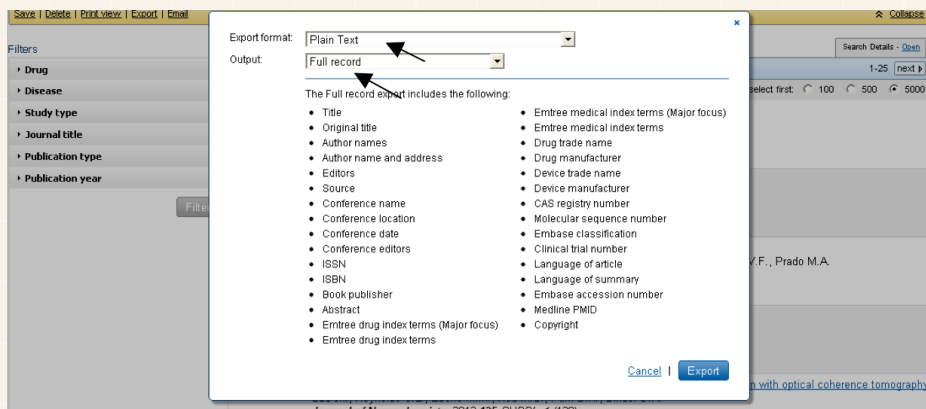 Save | Delete | Print view | Export | Email
Collapse
Filters
Search Details - Open
Drug
Disease
Study type
Journal title
Publication type
Publication year
Filte
Export format: Plain Text
Output: Full record
The Full record export includes the following:
Title
Original title
Author names
Author name and address
Editors
Source
Conference name
Conference location
Conference date
Conference editors
ISSN
ISBN
Book publisher
Abstract
Emtree drug index terms (Major focus)
Emtree drug index terms
Emtree medical index terms (Major focus)
Emtree medical index terms
Drug trade name
Drug manufacturer
Device trade name
Device manufacturer
CAS registry number
Molecular sequence number
Embase classification
Clinical trial number
Language of article
Language of summary
Embase accession number
Medline PMID
Copyright
Cancel | Export
1-25 next
select first: 100 500 5000
V.F., Prado M.A.
n with optical coherence tomography